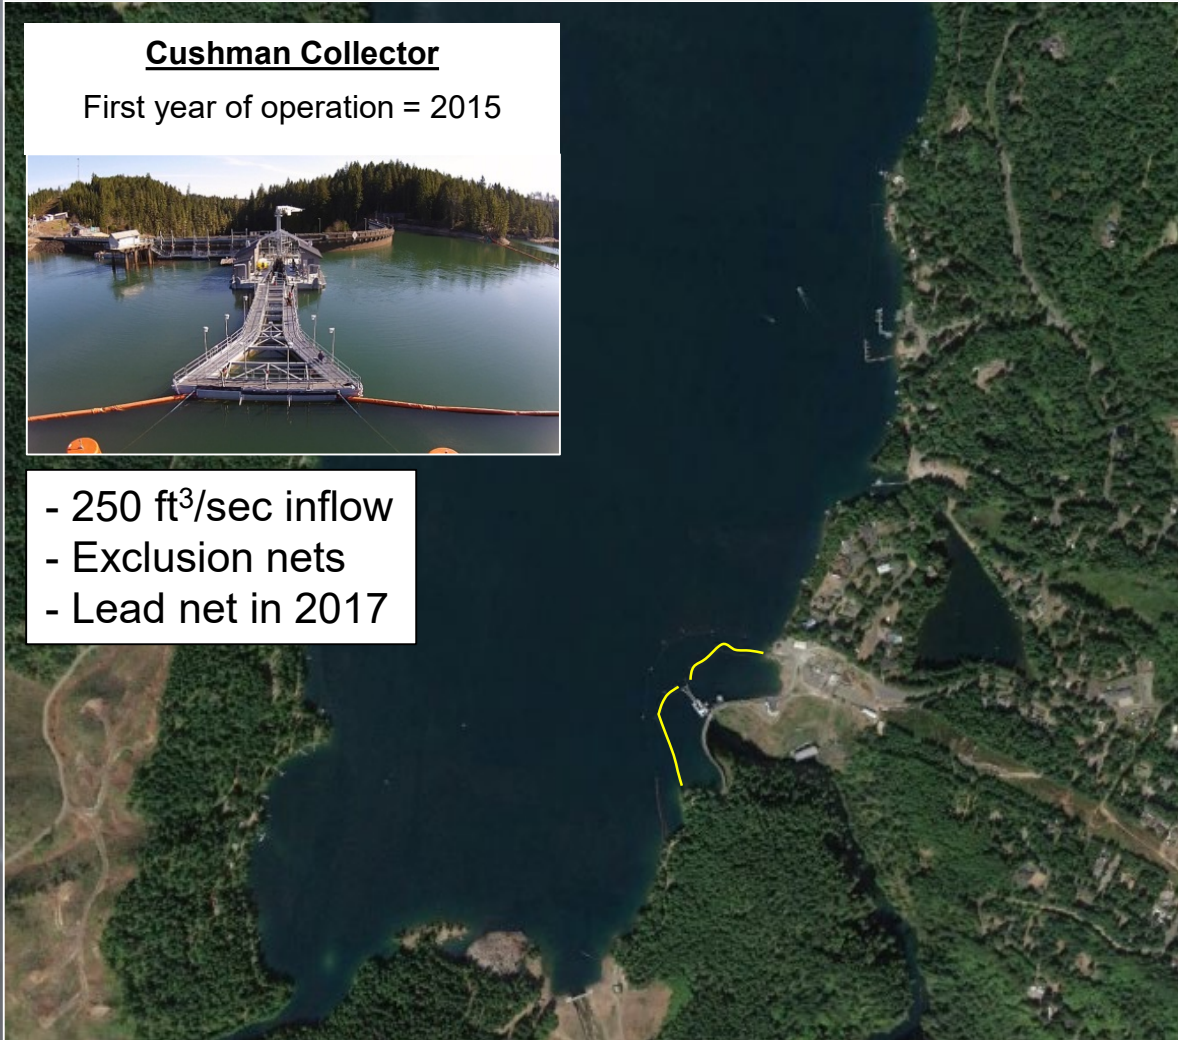 Cushman Collector
First year of operation = 2015
- 250 ft³/sec inflow
- Exclusion nets
- Lead net in 2017